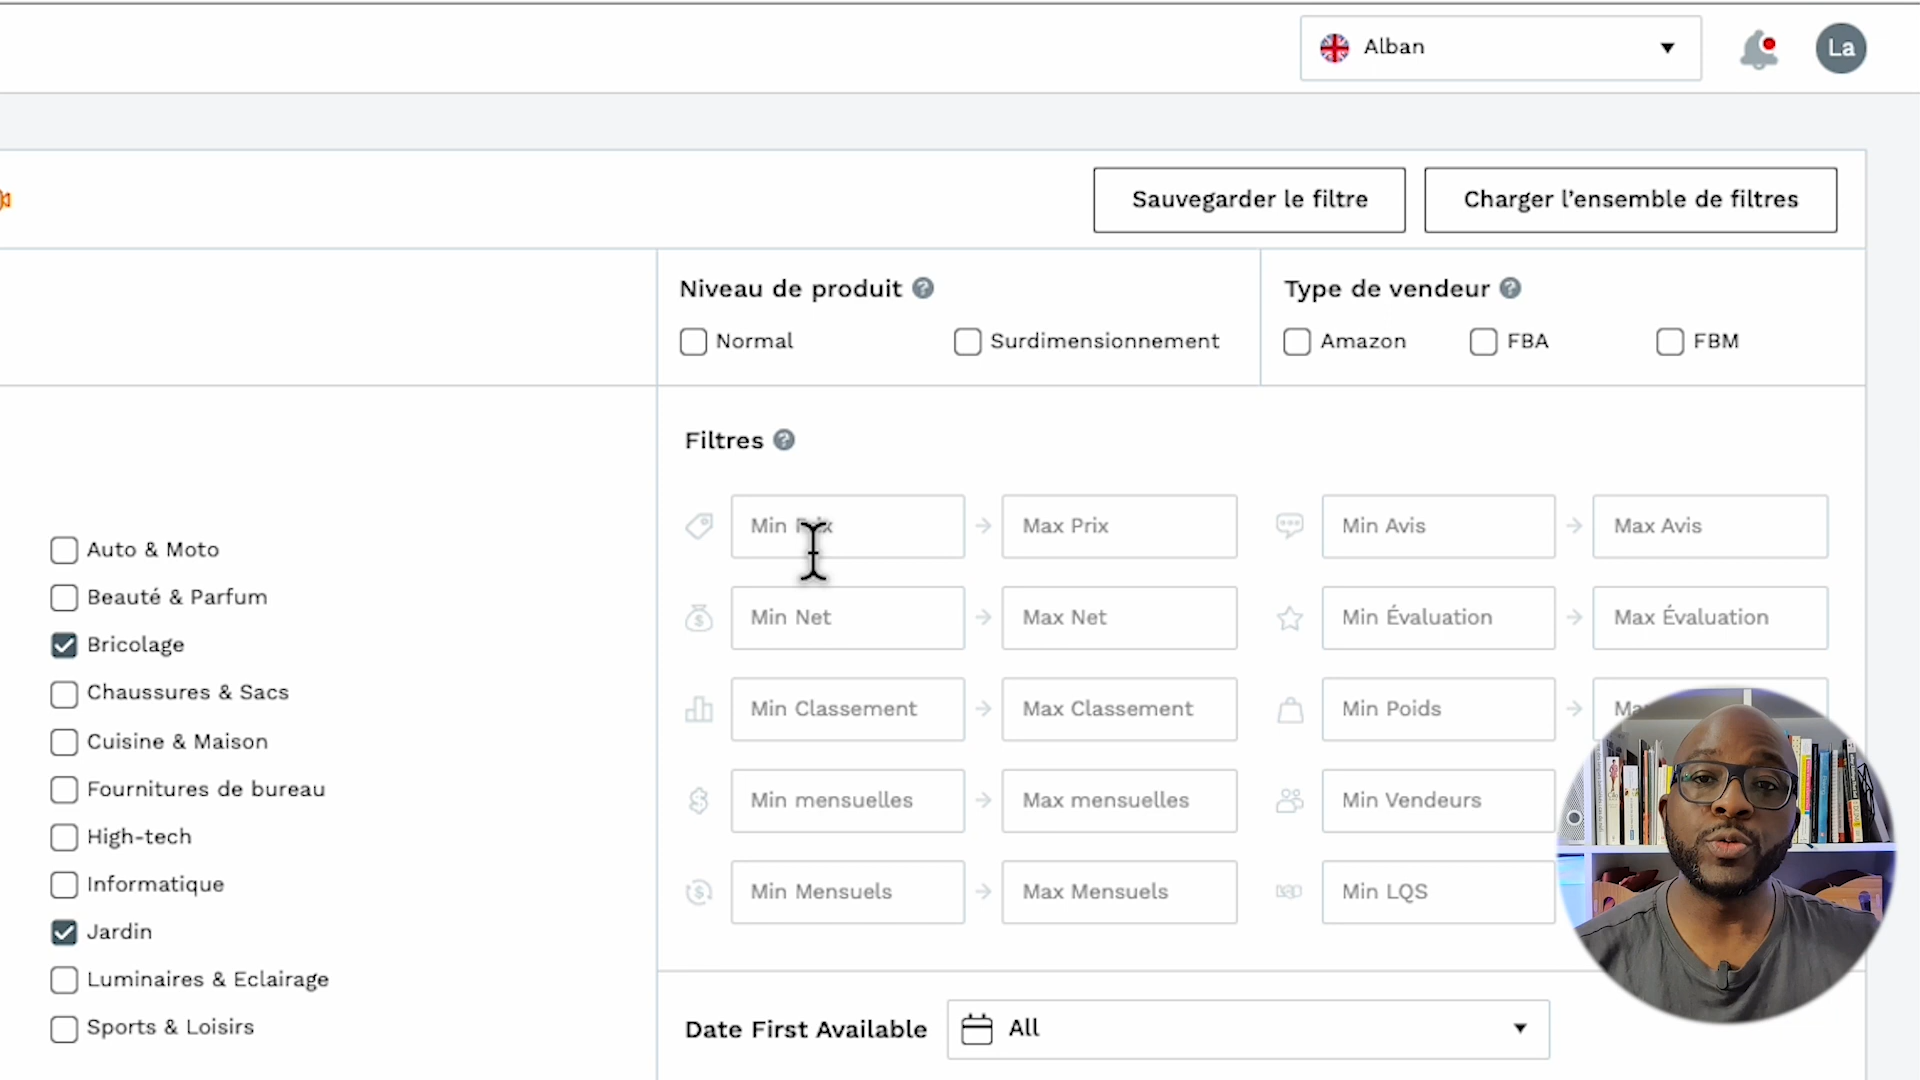 Alban
La
Sauvegarder le filtre
Charger l’ensemble de filtres
Niveau de produit
Normal
Surdimensionnement
Type de vendeur
Amazon
FBA
FBM
Auto & Moto
Beauté & Parfum
Bricolage
Chaussures & Sacs
Cuisine & Maison
Fournitures de bureau
High-tech
Informatique
Jardin
Luminaires & Eclairage
Sports & Loisirs
Filtres
Min Prix
Max Prix
Min Avis
Max Avis
Min Net
Max Net
Min Évaluation
Max Évaluation
Min Classement
Max Classement
Min Poids
Min mensuelles
Max mensuelles
Min Vendeurs
Min Mensuels
Max Mensuels
Min LQS
Date First Available
All